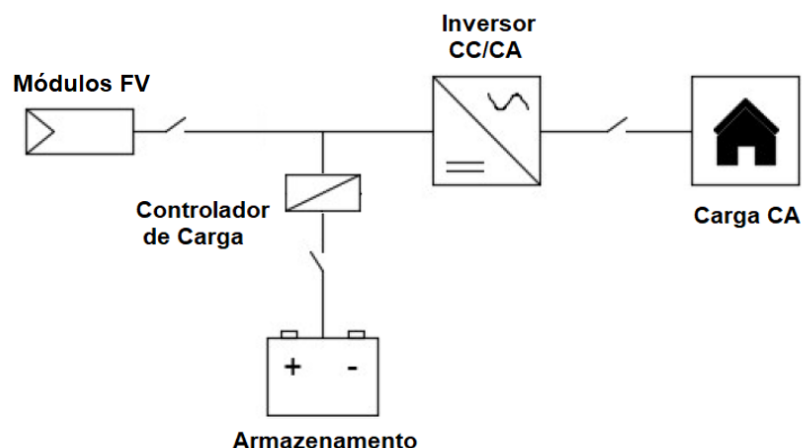 Inversor
CC/CA
Módulos FV
Controlador
de Carga
Carga CA
+ -
Armazenamento